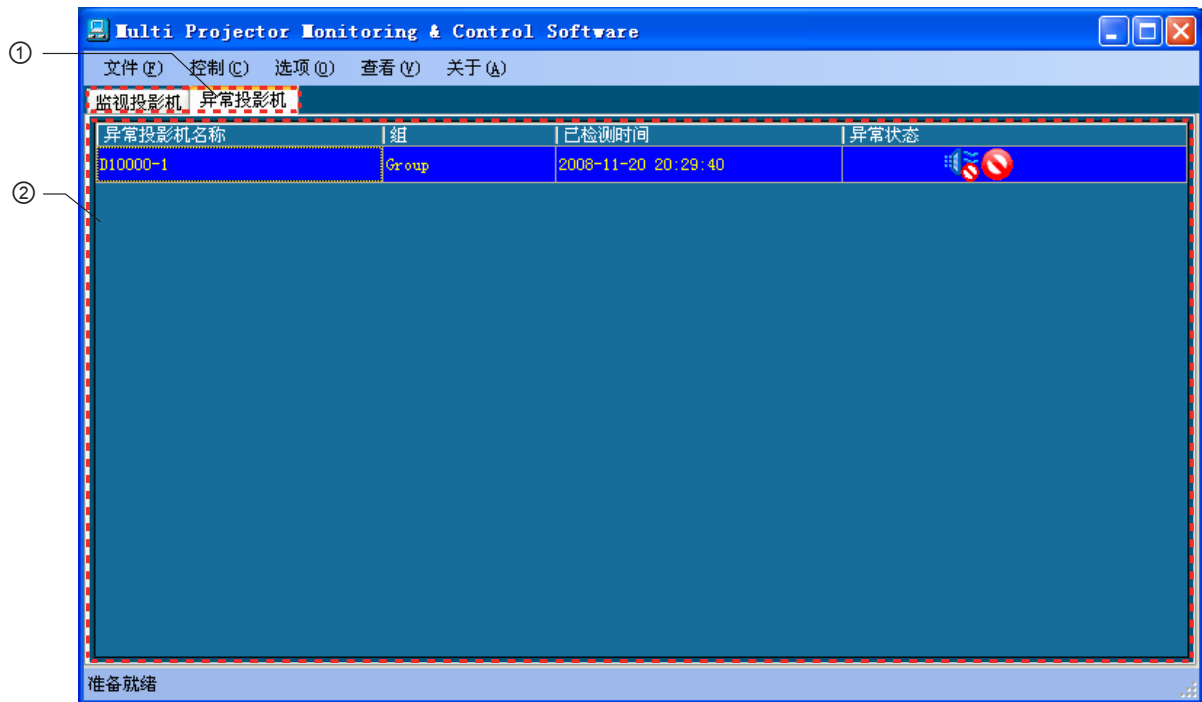 Multi Projector Monitoring & Control Software
①
文件(F) 控制(C) 选项(O) 查看(V) 关于(A)
监视投影机 异常投影机
异常投影机名称 组 已检测时间 异常状态
D10000-1 Group 2008-11-20 20:29:40
②
准备就绪